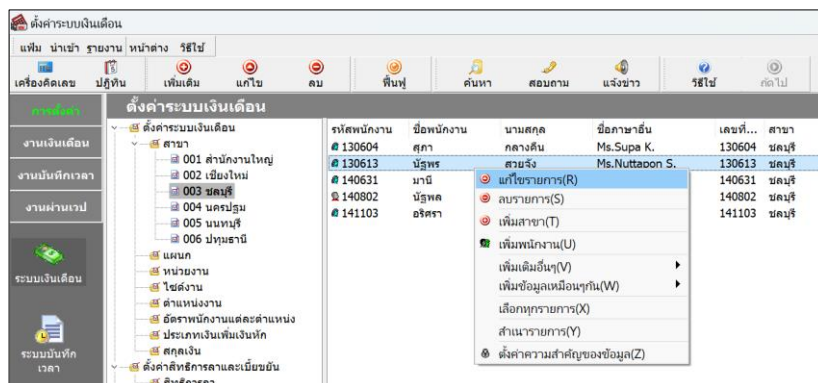 ตั้งค่าระบบเงินเดือน
แฟ้ม นำเข้า รายงาน หน้าต่าง วิธีใช้
เครื่องคิดเลข ปฏิทิน เพิ่มเติม แก้ไข ลบ ฟื้นฟู ค้นหา สอบถาม แจ้งข่าว วิธีใช้ ถัดไป
การตั้งค่า
งานเงินเดือน
งานบันทึกเวลา
งานผ่านเวป
ระบบเงินเดือน
ระบบบันทึก
เวลา
ตั้งค่าระบบเงินเดือน
ตั้งค่าระบบเงินเดือน
สาขา
001 สำนักงานใหญ่
002 เชียงใหม่
003 ชลบุรี
004 นครปฐม
005 นนทบุรี
006 ปทุมธานี
แผนก
หน่วยงาน
ไซด์งาน
ตำแหน่งงาน
อัตราพนักงานแต่ละตำแหน่ง
ประเภทเงินเพิ่มเงินหัก
สกุลเงิน
ตั้งค่าสิทธิการลาและเบี้ยขยัน
สิทธิการลา
รหัสพนักงาน ชื่อพนักงาน นามสกุล ชื่อภาษาอื่น เลขที่... สาขา
130604 สุภา กลางคืน Ms.Supa K. 130604 ชลบุรี
130613 นัฐพร สวยจัง Ms.Nuttapon S. 130613 ชลบุรี
140631 มานี 140631 ชลบุรี
140802 นัฐพล 140802 ชลบุรี
141103 อริศรา 141103 ชลบุรี
แก้ไขรายการ(R)
ลบรายการ(S)
เพิ่มสาขา(T)
เพิ่มพนักงาน(U)
เพิ่มเติมอื่นๆ(V)
เพิ่มข้อมูลเหมือนๆกัน(W)
เลือกทุกรายการ(X)
สำเนารายการ(Y)
ตั้งค่าความสำคัญของข้อมูล(Z)